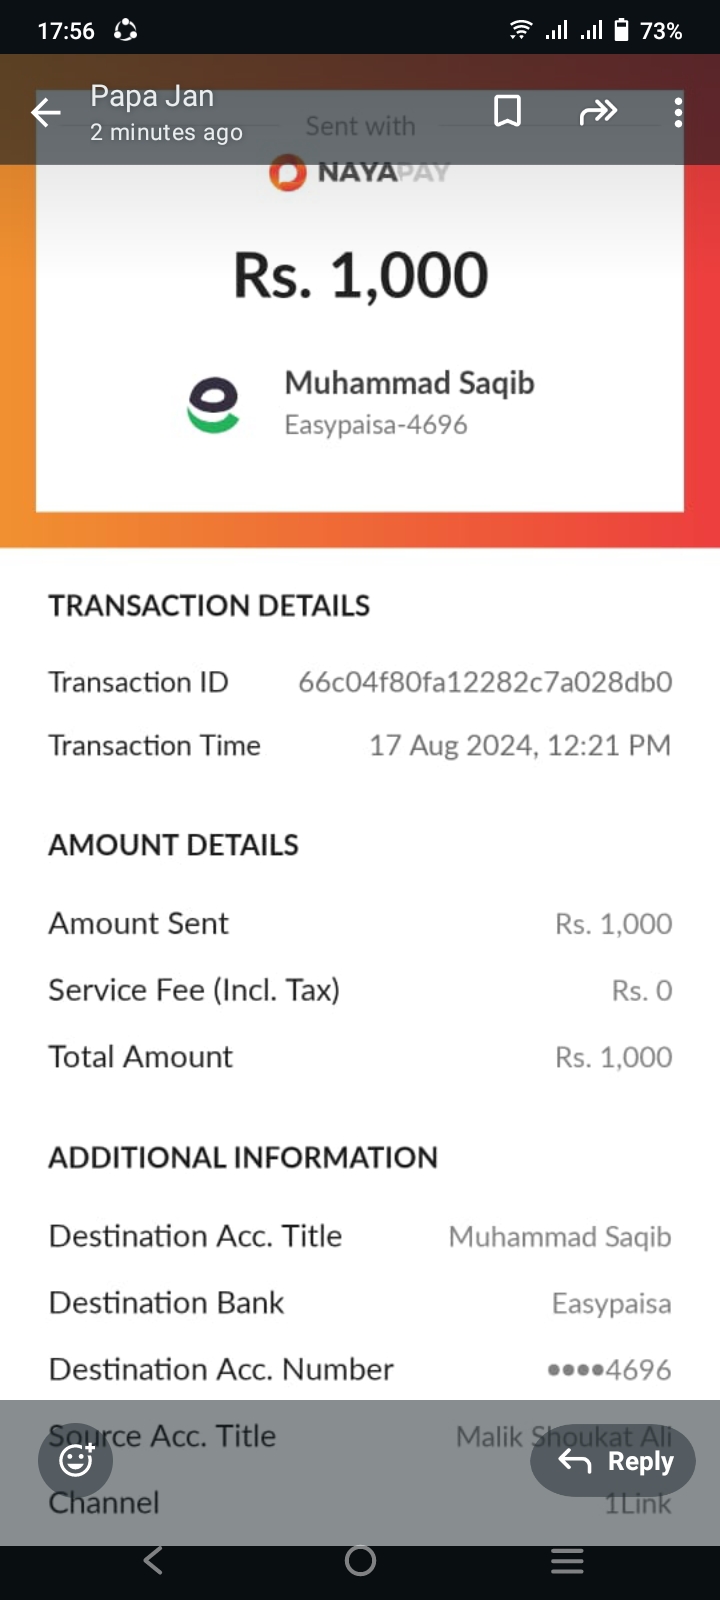 17:56 73%
Papa Jan
2 minutes ago
Sent with
NAYAPAY
Rs. 1,000
Muhammad Saqib
Easypaisa-4696
TRANSACTION DETAILS
Transaction ID 66c04f80fa12282c7a028db0
Transaction Time 17 Aug 2024, 12:21 PM
AMOUNT DETAILS
Amount Sent Rs. 1,000
Service Fee (Incl. Tax) Rs. 0
Total Amount Rs. 1,000
ADDITIONAL INFORMATION
Destination Acc. Title Muhammad Saqib
Destination Bank Easypaisa
Destination Acc. Number ••••4696
Source Acc. Title Malik Shoukat Ali
Reply
Channel 1Link